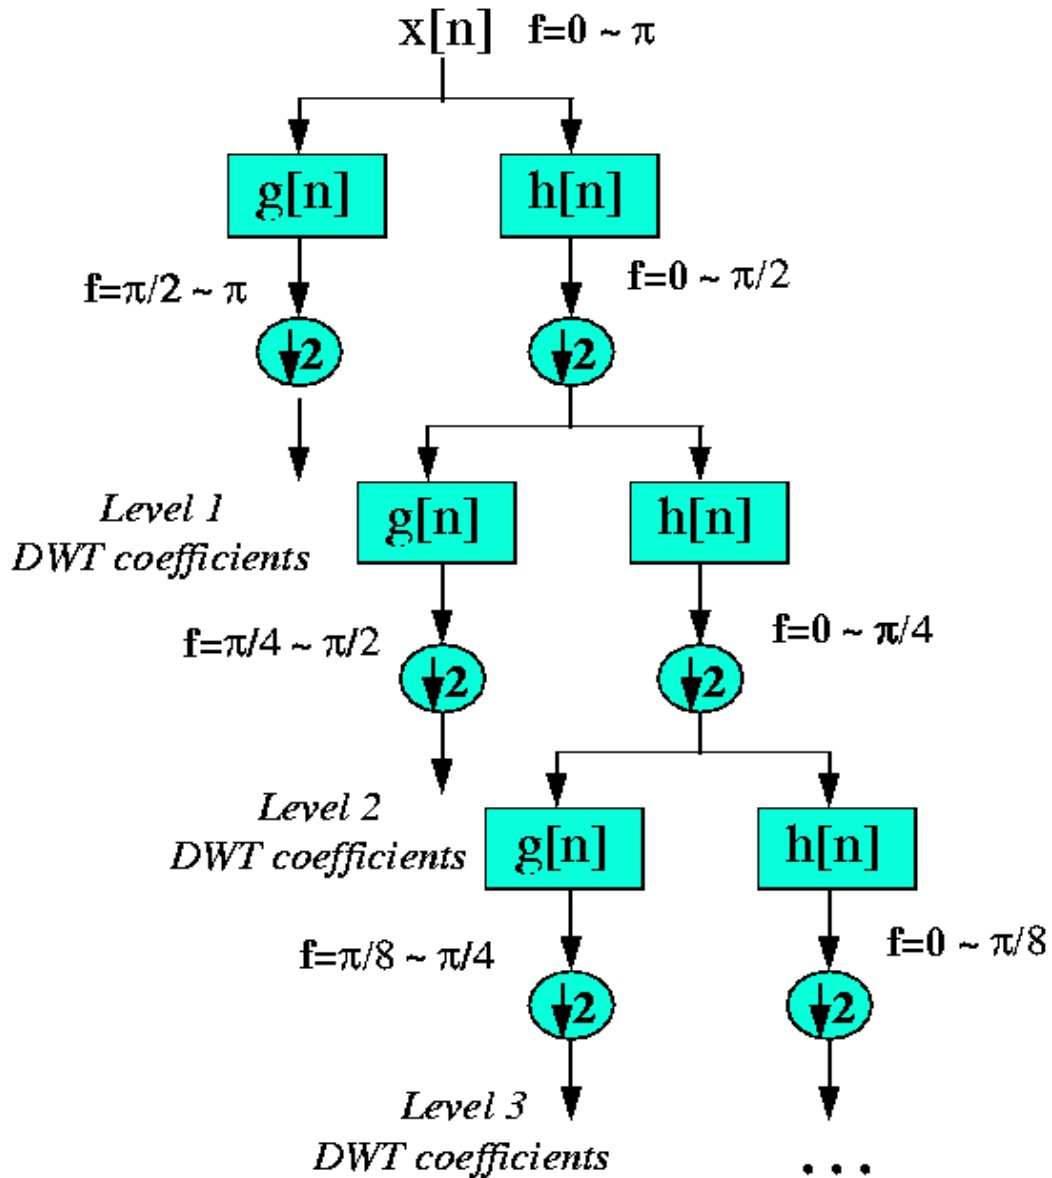 x[n] f=0 ~ π
g[n] h[n]
f=π/2 ~ π f=0 ~ π/2
2 2
Level 1
DWT coefficients
g[n] h[n]
f=π/4 ~ π/2 f=0 ~ π/4
2 2
Level 2
DWT coefficients
g[n] h[n]
f=π/8 ~ π/4 f=0 ~ π/8
2 2
Level 3
DWT coefficients
...